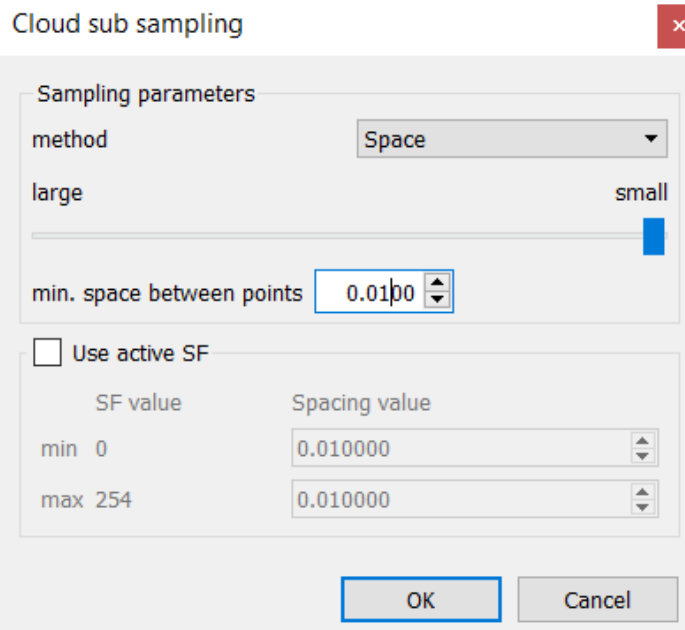 Cloud sub sampling
Sampling parameters
method Space
large small
min. space between points 0.0100
Use active SF
SF value Spacing value
min 0 0.010000
max 254 0.010000
OK Cancel